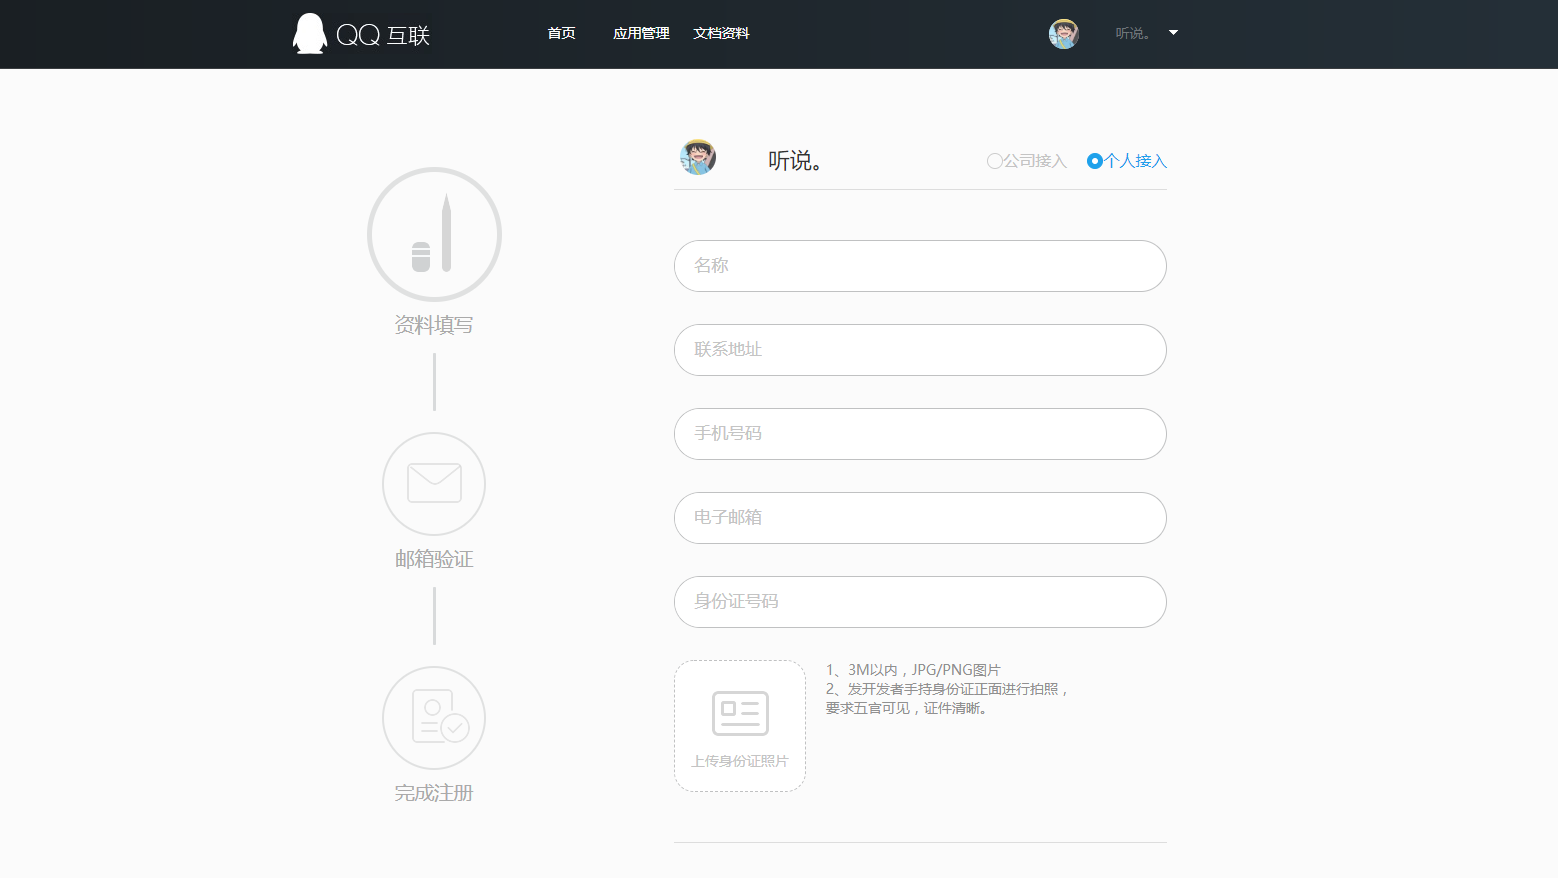 QQ 互联
首页
应用管理
文档资料
听说。
听说。
公司接入
个人接入
名称
联系地址
手机号码
电子邮箱
身份证号码
资料填写
邮箱验证
完成注册
上传身份证照片
1、3M以内，JPG/PNG图片
2、发开发者手持身份证正面进行拍照，
要求五官可见，证件清晰。